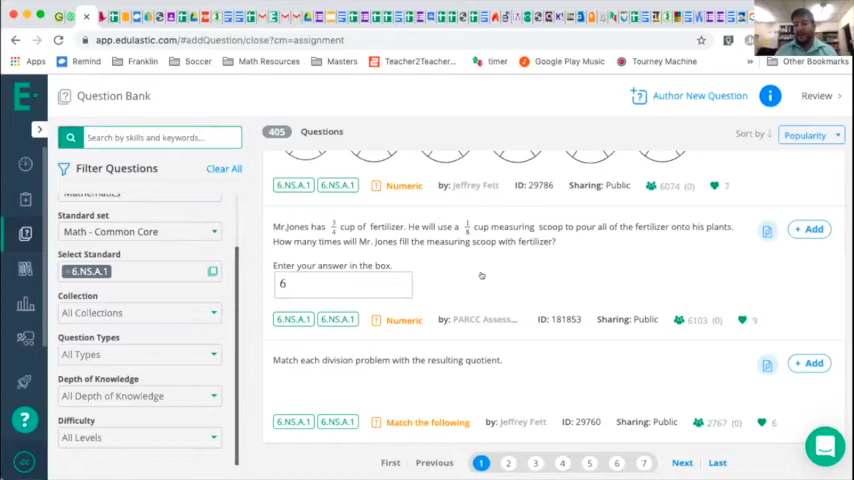 app.edulastic.com/#addQuestion/close?cm=assignment
Apps Remind Franklin Soccer Math Resources Masters Teacher2Teacher... timer Google Play Music Tourney Machine Other Bookmarks
E
Question Bank
Author New Question
i
Review
Search by skills and keywords...
405 Questions
Sort by
Popularity
Filter Questions
Clear All
Mathematics
Standard set
Math - Common Core
Select Standard
6.NS.A.1
Collection
All Collections
Question Types
All Types
Depth of Knowledge
All Depth of Knowledge
Difficulty
All Levels
?
6.NS.A.1 6.NS.A.1 Numeric by: Jeffrey Fett ID: 29786 Sharing: Public 6074 (0) 7
Mr.Jones has 3/4 cup of fertilizer. He will use a 1/8 cup measuring scoop to pour all of the fertilizer onto his plants.
How many times will Mr. Jones fill the measuring scoop with fertilizer?
+ Add
Enter your answer in the box.
6
6.NS.A.1 6.NS.A.1 Numeric by: PARCC Assess... ID: 181853 Sharing: Public 6103 (0) 9
Match each division problem with the resulting quotient.
+ Add
6.NS.A.1 6.NS.A.1 Match the following by: Jeffrey Fett ID: 29760 Sharing: Public 2767 (0) 6
First Previous 1 2 3 4 5 6 7 Next Last